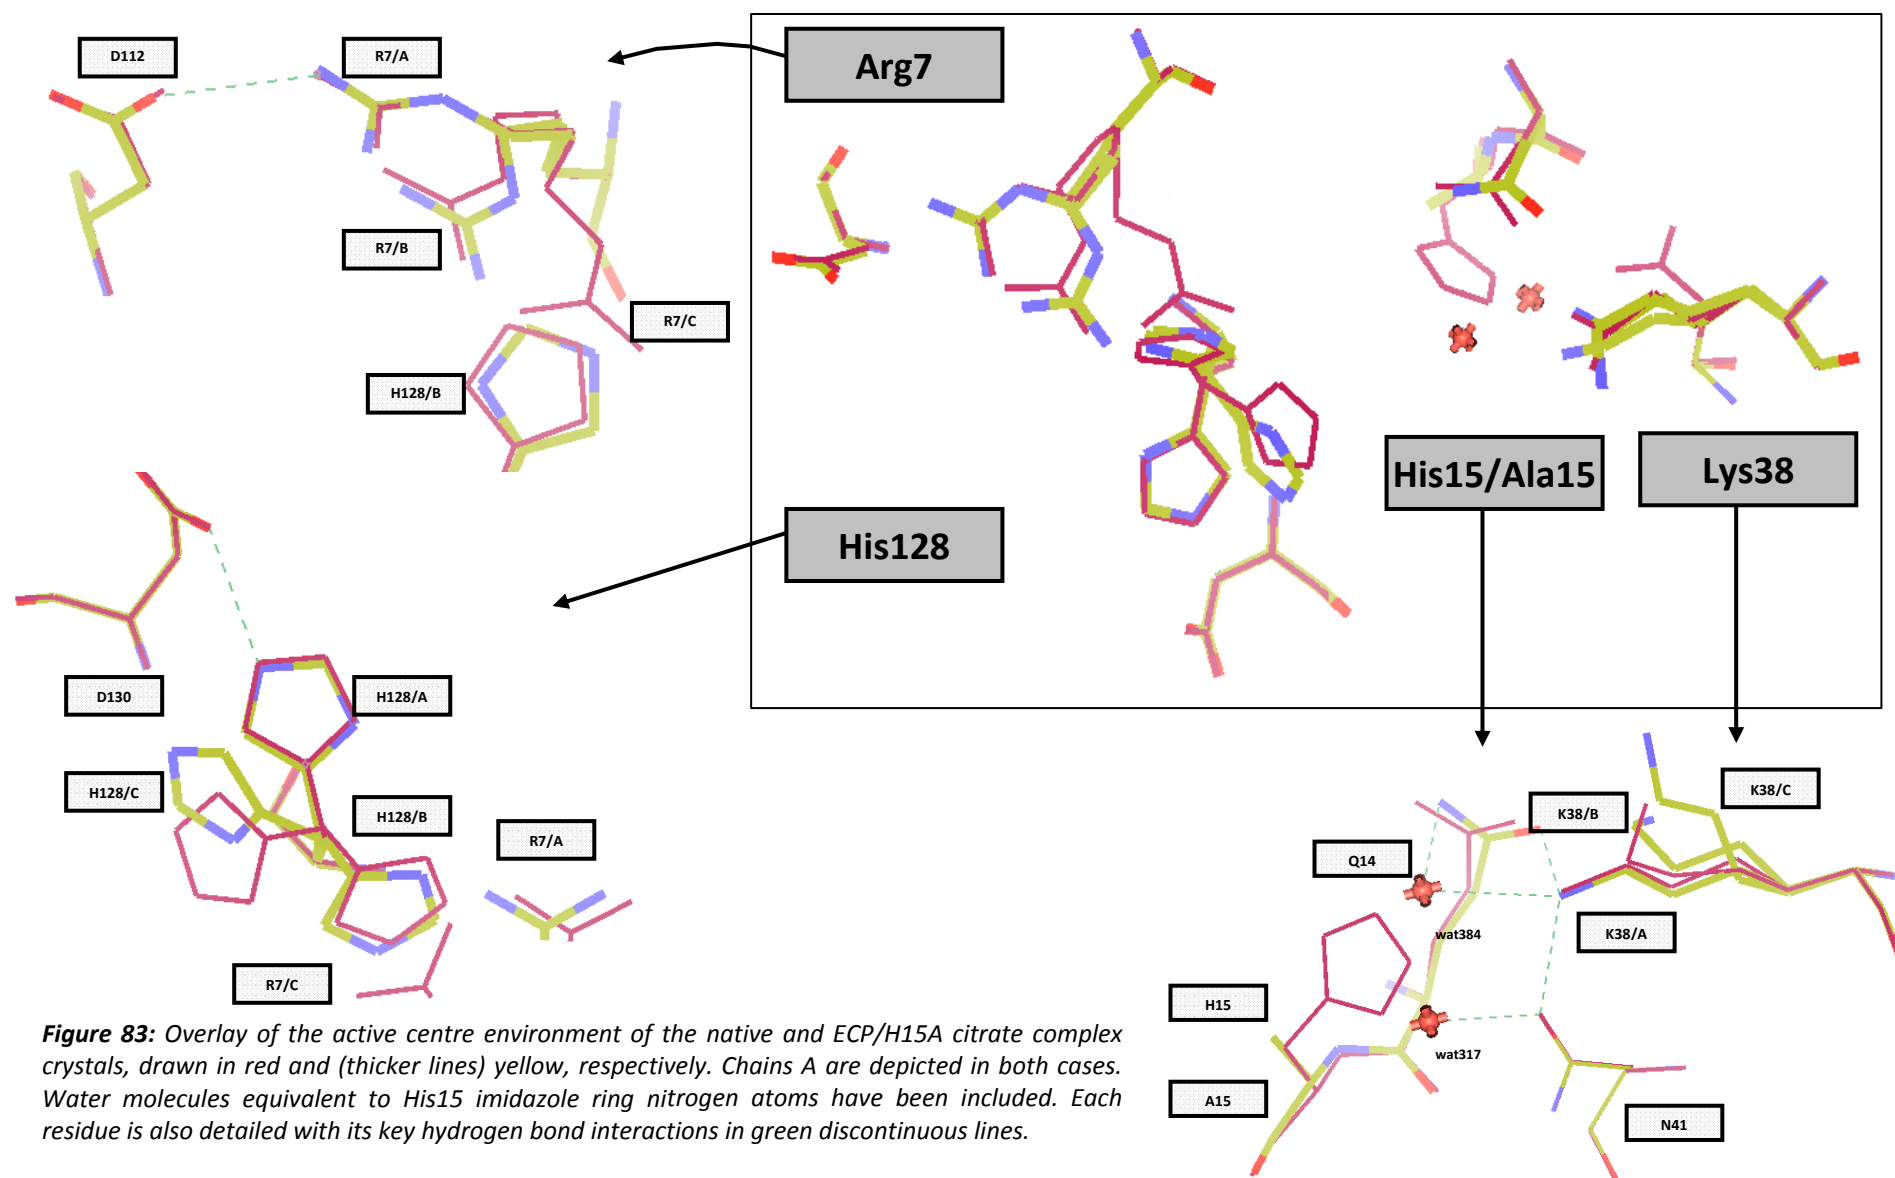 D112
R7/A
Arg7
R7/B
R7/C
H128/B
His15/Ala15
Lys38
His128
D130
H128/A
H128/C
H128/B
R7/A
R7/C
K38/C
K38/B
Q14
K38/A
wat384
H15
wat317
A15
N41
Figure 83: Overlay of the active centre environment of the native and ECP/H15A citrate complex
crystals, drawn in red and (thicker lines) yellow, respectively. Chains A are depicted in both cases.
Water molecules equivalent to His15 imidazole ring nitrogen atoms have been included. Each
residue is also detailed with its key hydrogen bond interactions in green discontinuous lines.